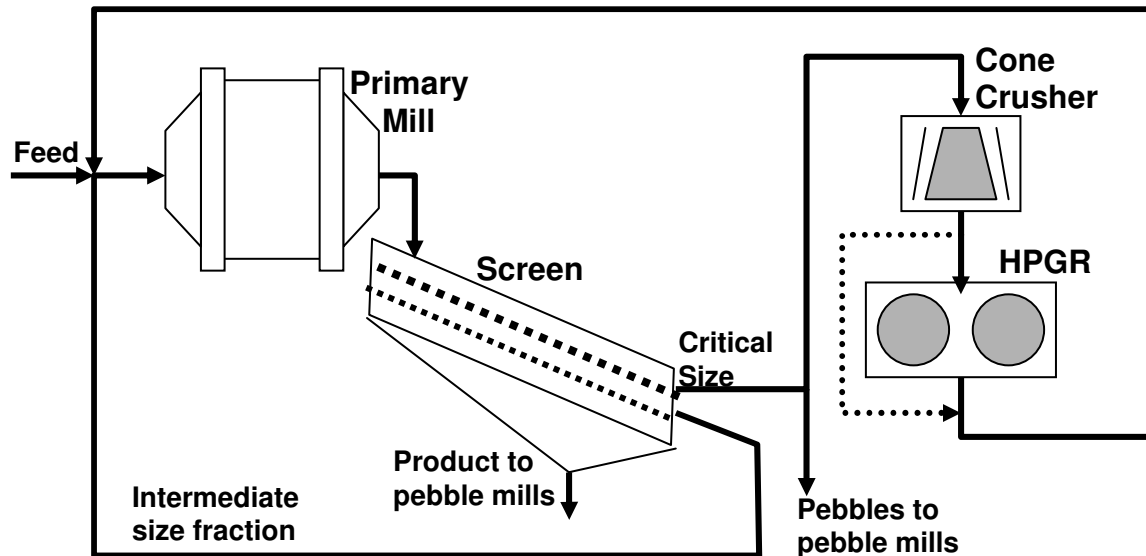 Primary
Mill
Feed
Cone
Crusher
Screen
HPGR
Critical
Size
Product to
pebble mills
Intermediate
size fraction
Pebbles to
pebble mills